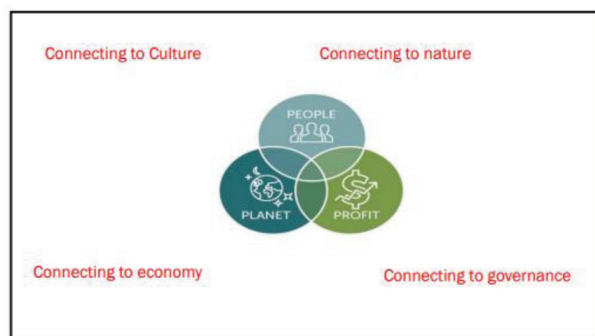 Connecting to Culture
Connecting to nature
PEOPLE
PLANET
PROFIT
Connecting to economy
Connecting to governance